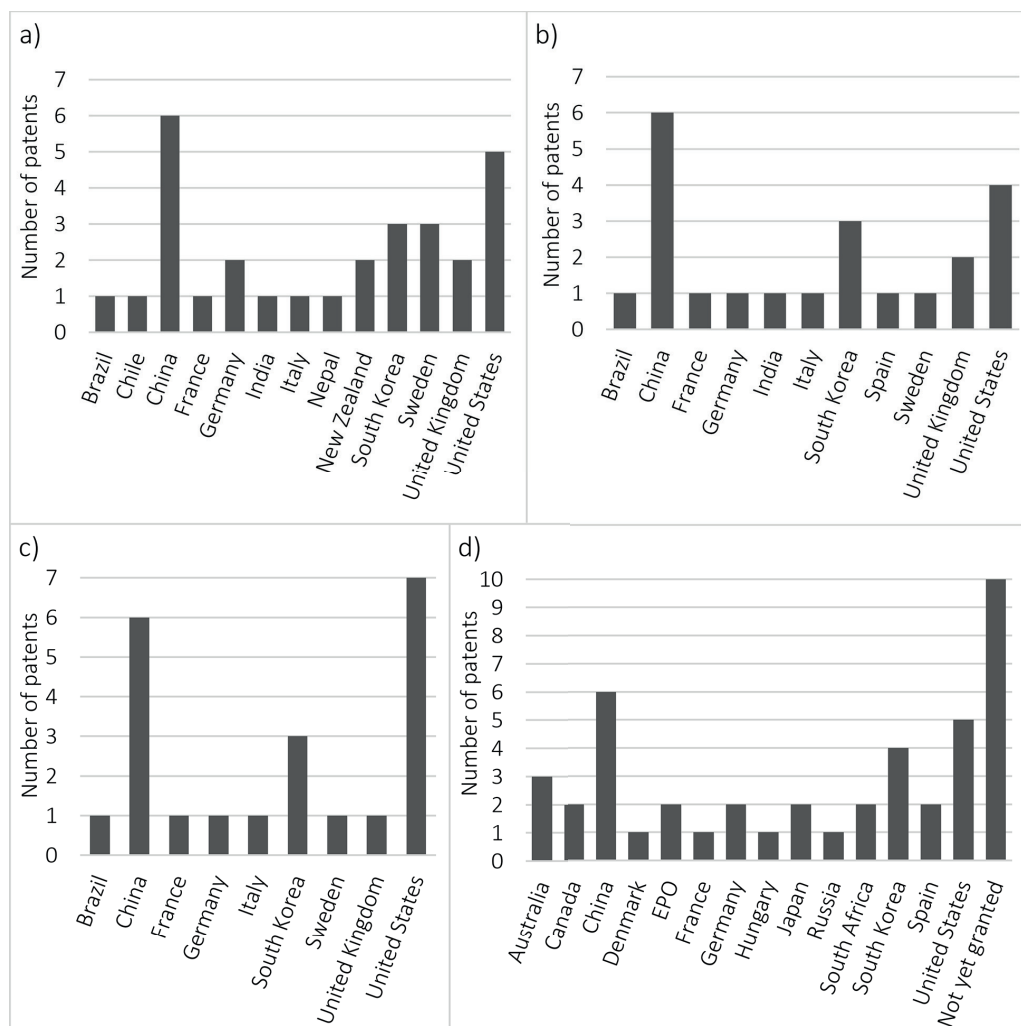 a)
Number of patents
7
6
5
4
3
2
1
0
Brazil
Chile
China
France
Germany
India
Italy
Nepal
New Zealand
South Korea
Sweden
United Kingdom
United States
b)
Number of patents
7
6
5
4
3
2
1
0
Brazil
China
France
Germany
India
Italy
South Korea
Spain
Sweden
United Kingdom
United States
c)
Number of patents
7
6
5
4
3
2
1
0
Brazil
China
France
Germany
Italy
South Korea
Sweden
United Kingdom
United States
d)
Number of patents
10
9
8
7
6
5
4
3
2
1
0
Australia
Canada
China
Denmark
EPO
France
Germany
Hungary
Japan
Russia
South Africa
South Korea
Spain
United States
Not yet granted